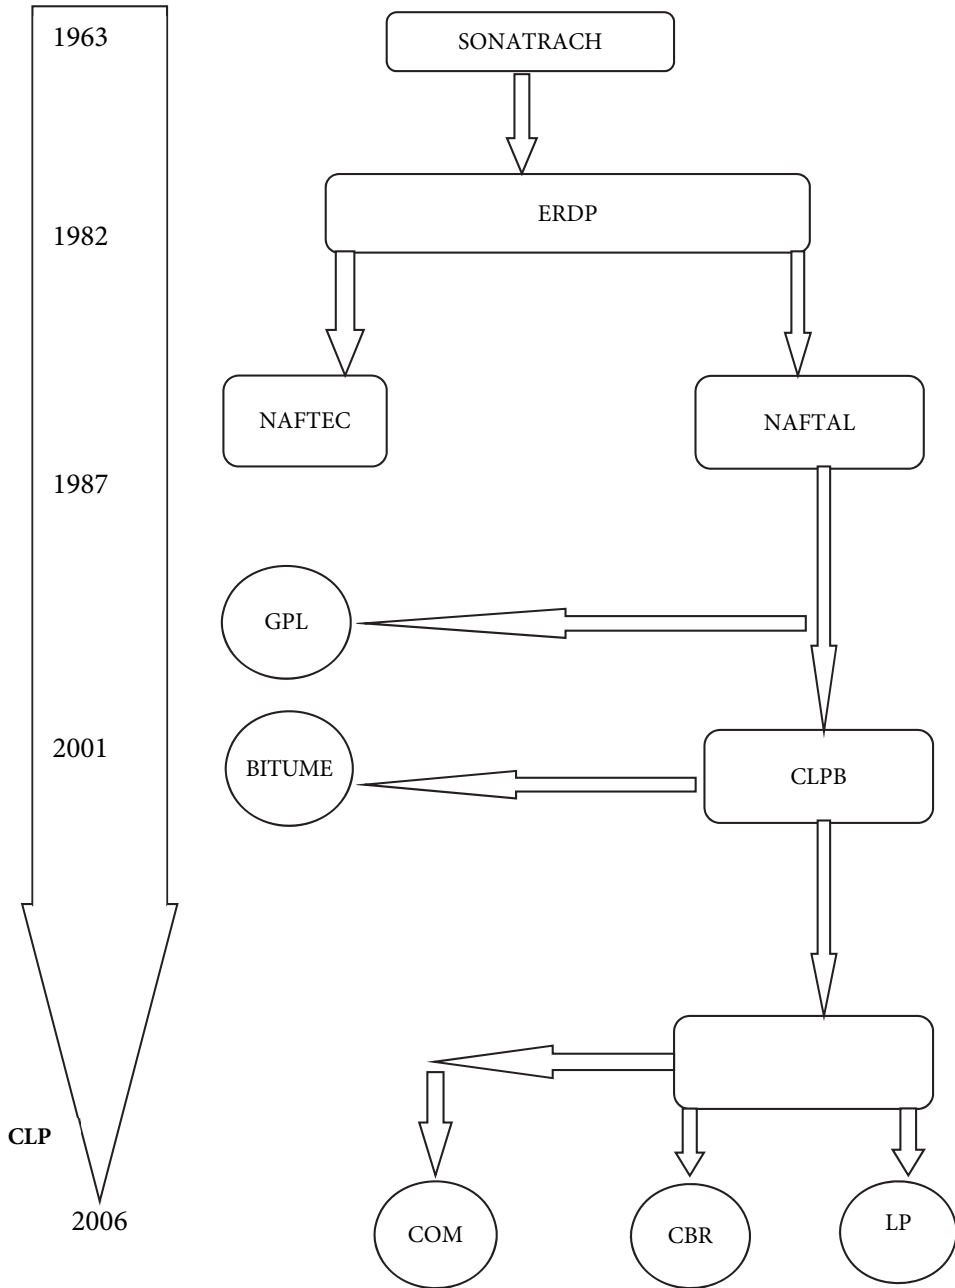 1963
SONATRACH
ERDP
1982
NAFTEC
NAFTAL
1987
GPL
2001
BITUME
CLPB
CLP
2006
COM
CBR
LP